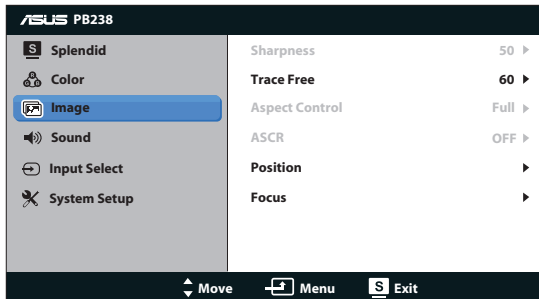 ASUS PB238
S Splendid
Color
Image
Sound
Input Select
System Setup
Sharpness 50
Trace Free 60
Aspect Control Full
ASCR OFF
Position
Focus
Move Menu S Exit